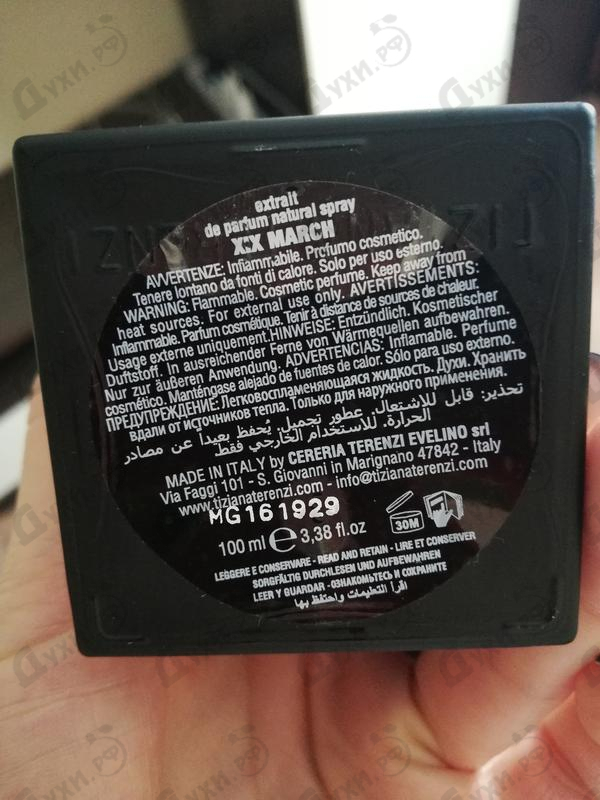 extrait
de parfum natural spray
XX MARCH
AVVERTENZE: Infiammabile. Profumo cosmetico.
Tenere lontano da fonti di calore. Solo per uso esterno.
WARNING: Flammable. Cosmetic perfume. Keep away from
heat sources. For external use only. AVERTISSEMENTS:
Inflammable. Parfum cosmétique. Tenir à distance de sources de chaleur.
Usage externe uniquement.HINWEISE: Entzündlich. Kosmetischer
Duftstoff. In ausreichender Ferne von Wärmequellen aufbewahren.
Nur zur äußeren Anwendung. ADVERTENCIAS: Inflamable. Perfume
cosmético. Manténgase alejado de fuentes de calor. Sólo para uso externo.
ПРЕДУПРЕЖДЕНИЕ: Легковоспламеняющаяся жидкость. Духи. Хранить
вдали от источников тепла. Только для наружного применения.
تحذير: قابل للاشتعال. عطور تجميل. يُحفظ بعيداً عن مصادر
الحرارة. للاستخدام الخارجي فقط
MADE IN ITALY by CERERIA TERENZI EVELINO srl
Via Faggi 101 - S. Giovanni in Marignano 47842 - Italy
www.tizianaterenzi.com - info@tizianaterenzi.com
MG161929
100 ml e 3,38 fl.oz
30M
LEGGERE E CONSERVARE - READ AND RETAIN - LIRE ET CONSERVER
SORGFÄLTIG DURCHLESEN UND AUFBEWAHREN
LEER Y GUARDAR - ОЗНАКОМЬТЕСЬ И СОХРАНИТЕ
اقرأ التعليمات واحتفظ بها